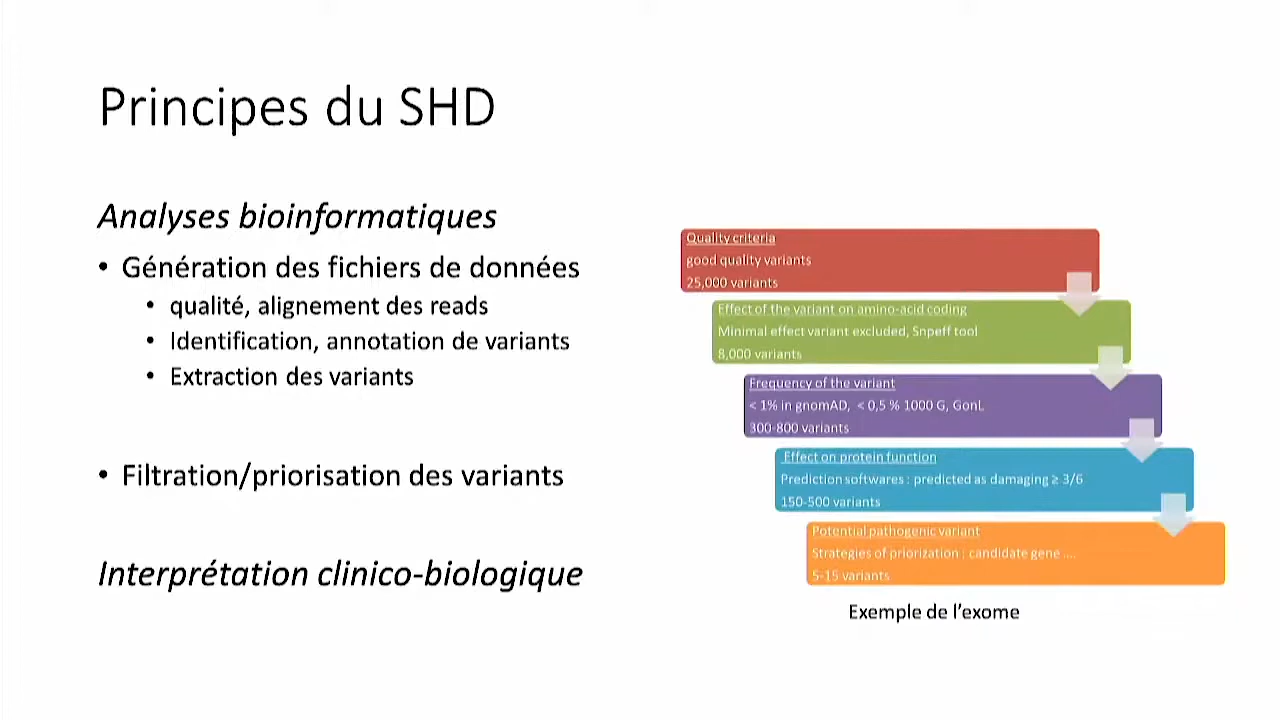 Principes du SHD
Analyses bioinformatiques
• Génération des fichiers de données
• qualité, alignement des reads
• Identification, annotation de variants
• Extraction des variants
• Filtration/priorisation des variants
Interprétation clinico-biologique
Quality criteria
good quality variants
25,000 variants
Effect of the variant on amino-acid coding
Minimal effect variant excluded, Snpeff tool
8,000 variants
Frequency of the variant
< 1% in gnomAD, < 0,5 % 1000 G, GonL
300-800 variants
Effect on protein function
Prediction softwares : predicted as damaging ≥ 3/6
150-500 variants
Potential pathogenic variant
Strategies of priorization : candidate gene ....
5-15 variants
Exemple de l'exome